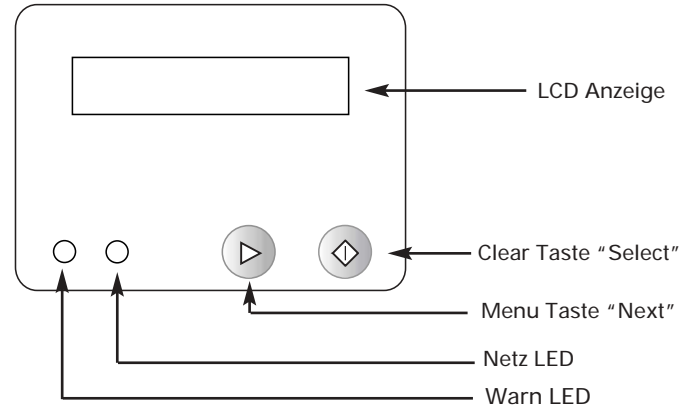 LCD Anzeige
Clear Taste “Select”
Menu Taste “Next”
Netz LED
Warn LED